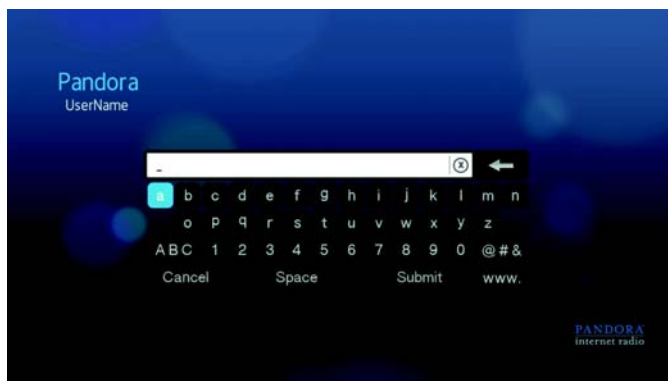 Pandora
UserName
_
a b c d e f g h i j k l m n
o p q r s t u v w x y z
ABC 1 2 3 4 5 6 7 8 9 0 @#&
Cancel Space Submit www.
PANDORA
internet radio